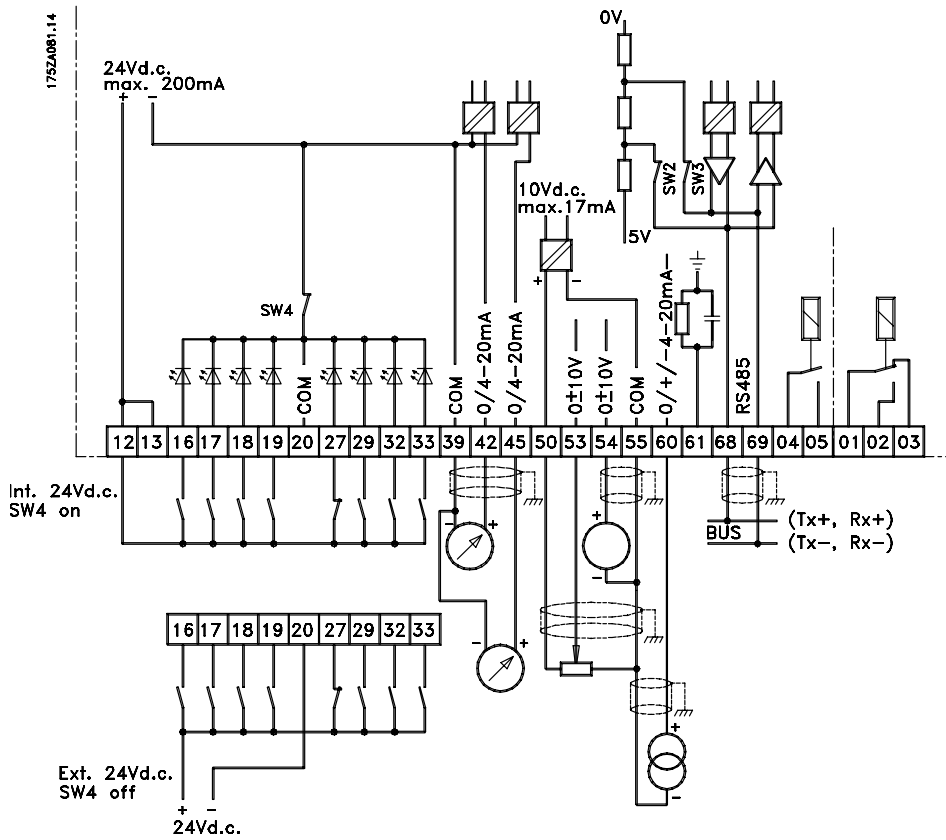 175ZA081.14
24Vd.c.
max. 200mA
+ −
0V
SW2
SW3
5V
10Vd.c.
max.17mA
+ −
SW4
COM
COM
0/4-20mA
0/4-20mA
0±10V
0±10V
COM
0/+/-4-20mA
RS485
12 13 16 17 18 19 20 27 29 32 33 39 42 45 50 53 54 55 60 61 68 69 04 05 01 02 03
Int. 24Vd.c.
SW4 on
− +
+
−
BUS
(Tx+, Rx+)
(Tx-, Rx-)
16 17 18 19 20 27 29 32 33
− +
+
−
Ext. 24Vd.c.
SW4 off
+ −
24Vd.c.